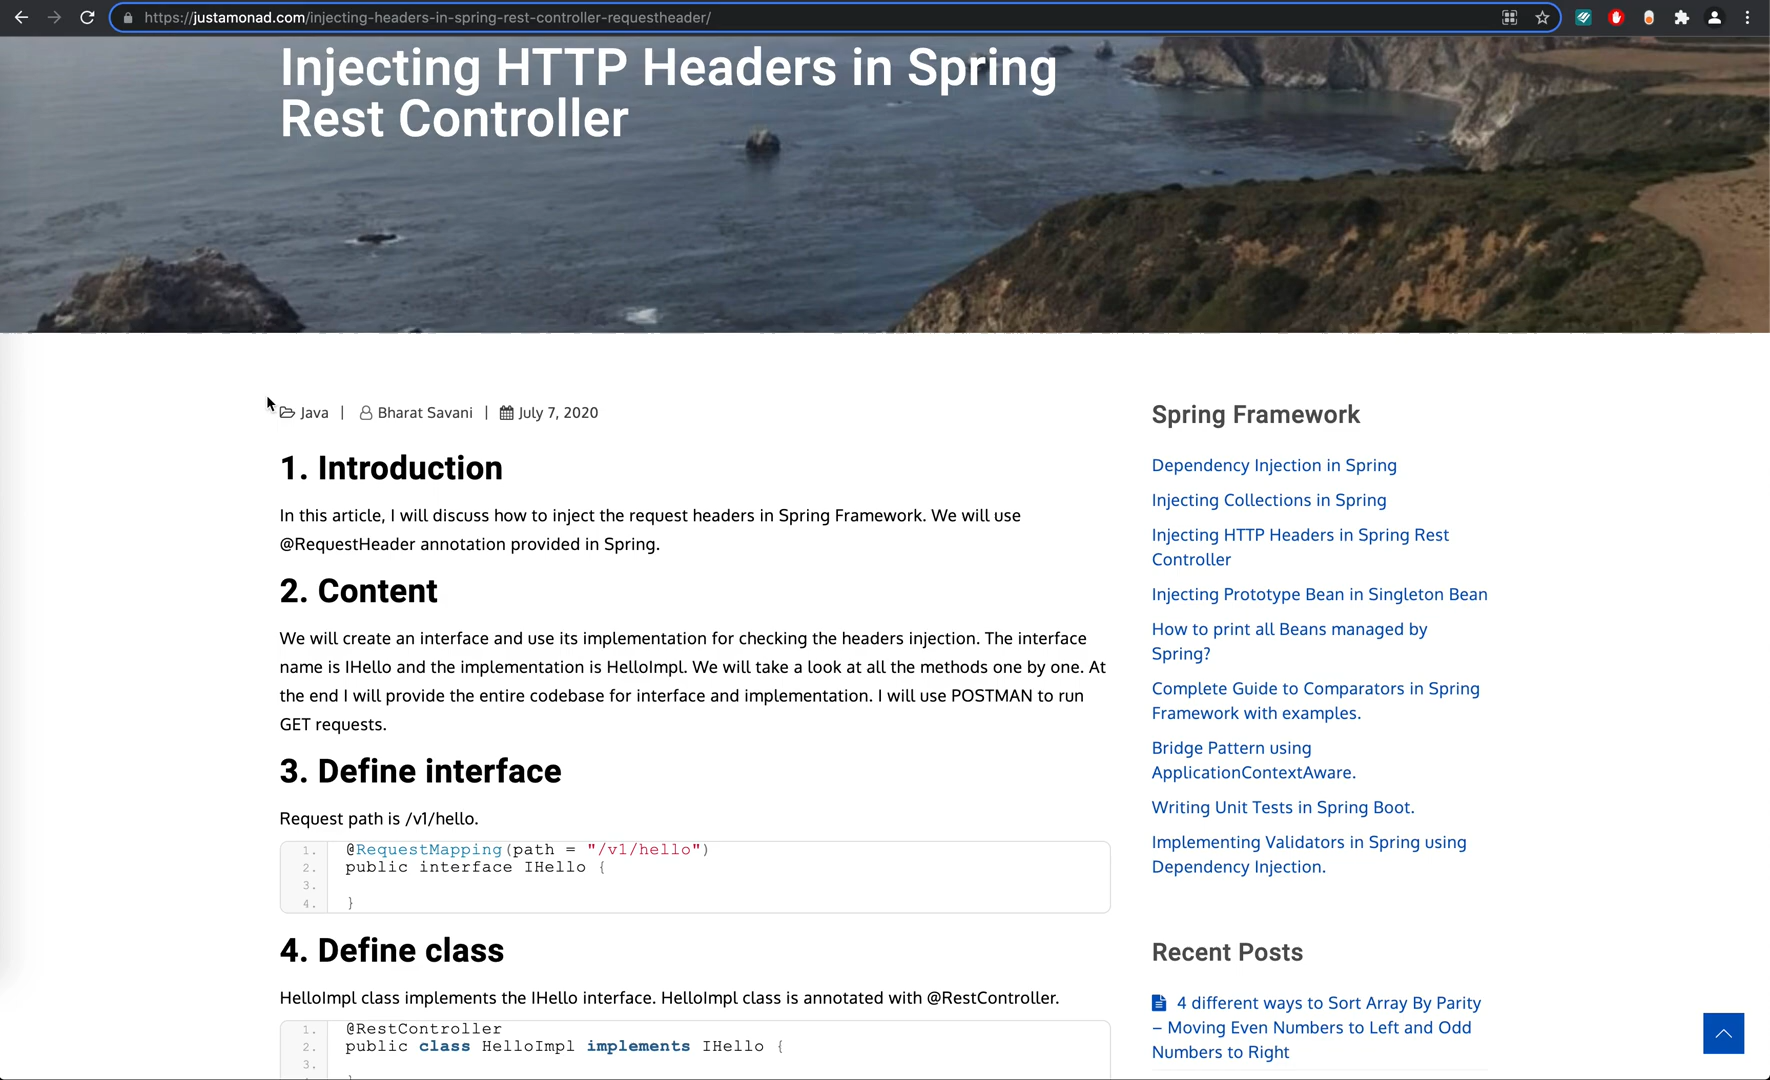 https://justamonad.com/injecting-headers-in-spring-rest-controller-requestheader/
Injecting HTTP Headers in Spring
Rest Controller
Java | Bharat Savani | July 7, 2020
1. Introduction
In this article, I will discuss how to inject the request headers in Spring Framework. We will use
@RequestHeader annotation provided in Spring.
2. Content
We will create an interface and use its implementation for checking the headers injection. The interface
name is IHello and the implementation is HelloImpl. We will take a look at all the methods one by one. At
the end I will provide the entire codebase for interface and implementation. I will use POSTMAN to run
GET requests.
3. Define interface
Request path is /v1/hello.
1. @RequestMapping(path = "/v1/hello")
2. public interface IHello {
3.
4. }
4. Define class
HelloImpl class implements the IHello interface. HelloImpl class is annotated with @RestController.
1. @RestController
2. public class HelloImpl implements IHello {
3.
Spring Framework
Dependency Injection in Spring
Injecting Collections in Spring
Injecting HTTP Headers in Spring Rest
Controller
Injecting Prototype Bean in Singleton Bean
How to print all Beans managed by
Spring?
Complete Guide to Comparators in Spring
Framework with examples.
Bridge Pattern using
ApplicationContextAware.
Writing Unit Tests in Spring Boot.
Implementing Validators in Spring using
Dependency Injection.
Recent Posts
4 different ways to Sort Array By Parity
– Moving Even Numbers to Left and Odd
Numbers to Right